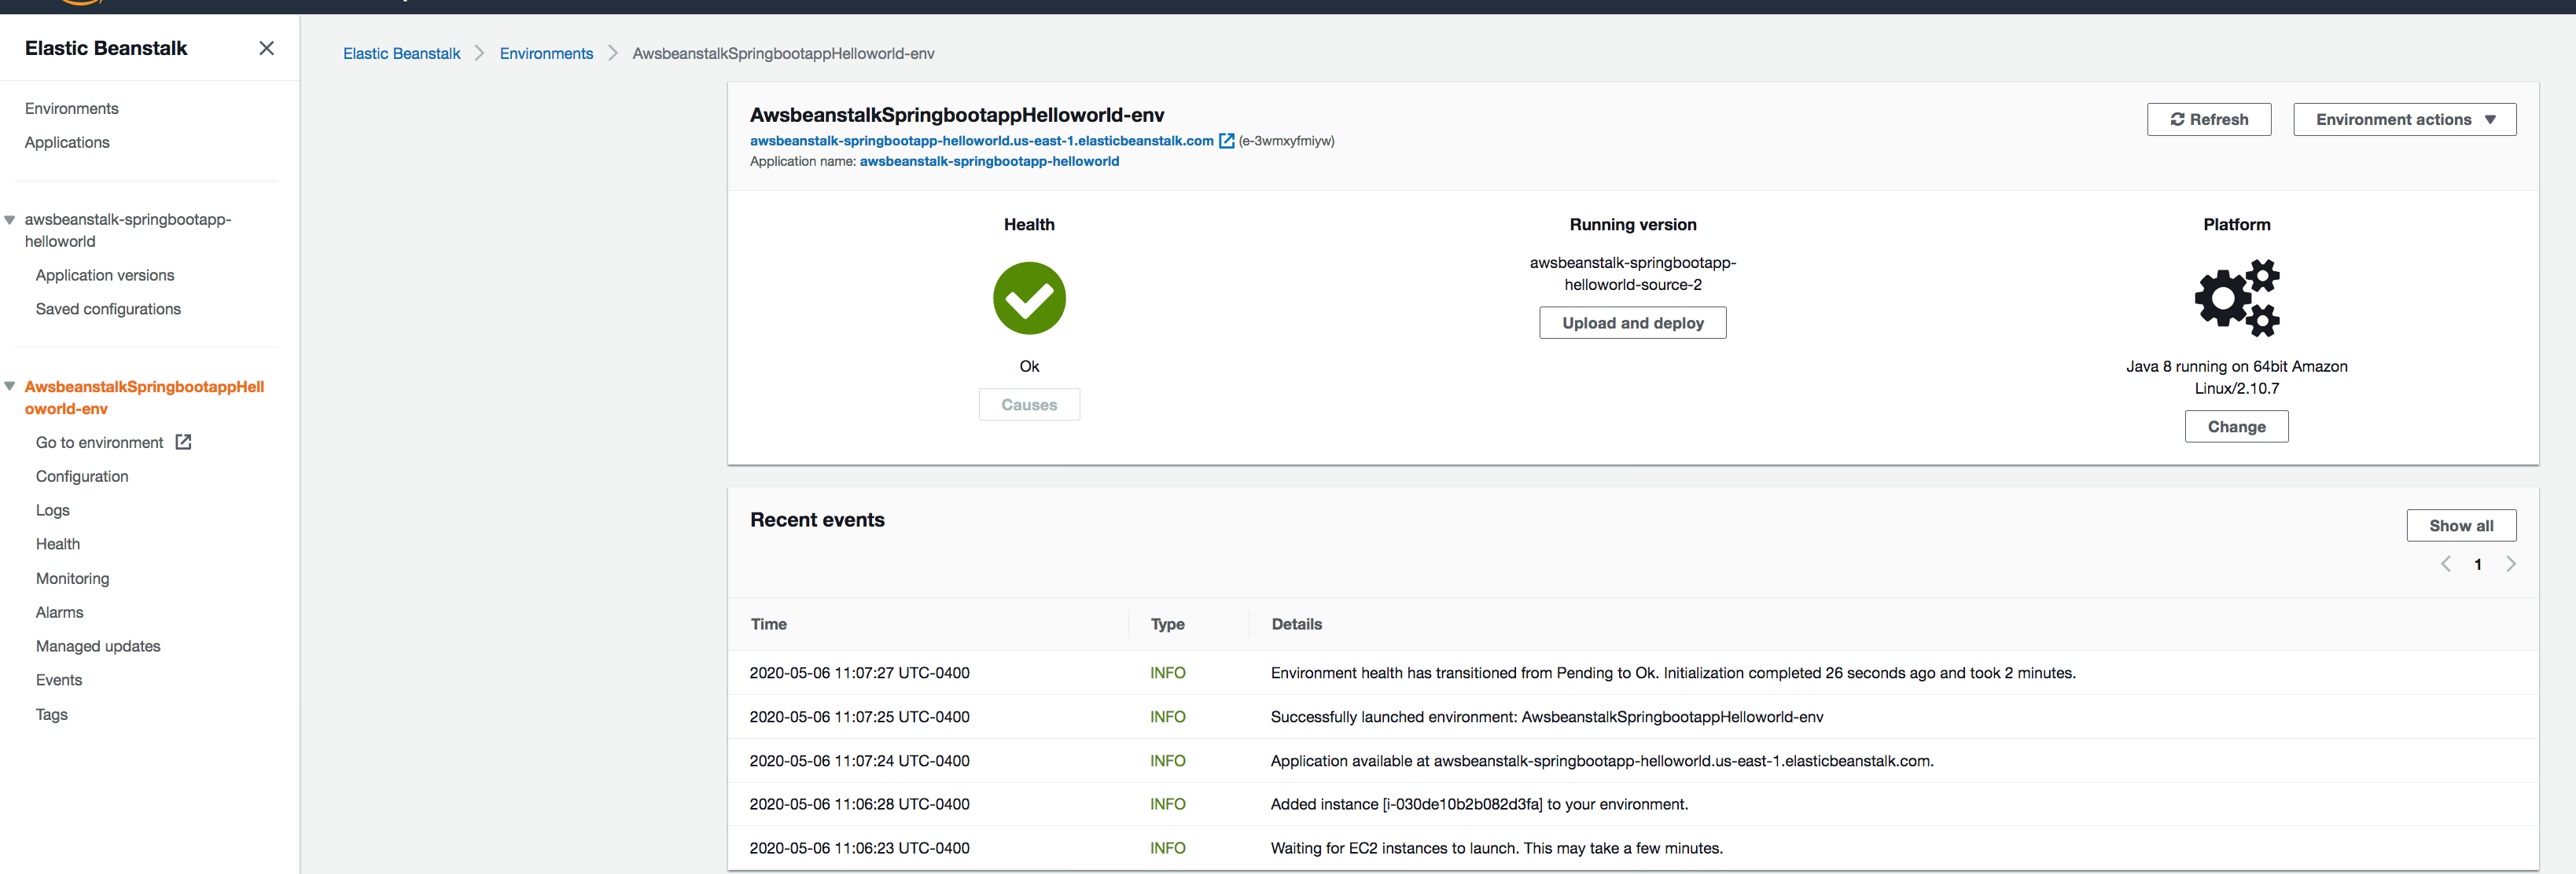 Elastic Beanstalk
Environments
Applications
awsbeanstalk-springbootapp-
helloworld
Application versions
Saved configurations
AwsbeanstalkSpringbootappHell
oworld-env
Go to environment
Configuration
Logs
Health
Monitoring
Alarms
Managed updates
Events
Tags
Elastic Beanstalk > Environments > AwsbeanstalkSpringbootappHelloworld-env
AwsbeanstalkSpringbootappHelloworld-env
awsbeanstalk-springbootapp-helloworld.us-east-1.elasticbeanstalk.com (e-3wmxyfmiyw)
Application name: awsbeanstalk-springbootapp-helloworld
Refresh
Environment actions
Health
Ok
Causes
Running version
awsbeanstalk-springbootapp-
helloworld-source-2
Upload and deploy
Platform
Java 8 running on 64bit Amazon
Linux/2.10.7
Change
Recent events
Show all
1
Time Type Details
2020-05-06 11:07:27 UTC-0400 INFO Environment health has transitioned from Pending to Ok. Initialization completed 26 seconds ago and took 2 minutes.
2020-05-06 11:07:25 UTC-0400 INFO Successfully launched environment: AwsbeanstalkSpringbootappHelloworld-env
2020-05-06 11:07:24 UTC-0400 INFO Application available at awsbeanstalk-springbootapp-helloworld.us-east-1.elasticbeanstalk.com.
2020-05-06 11:06:28 UTC-0400 INFO Added instance [i-030de10b2b082d3fa] to your environment.
2020-05-06 11:06:23 UTC-0400 INFO Waiting for EC2 instances to launch. This may take a few minutes.